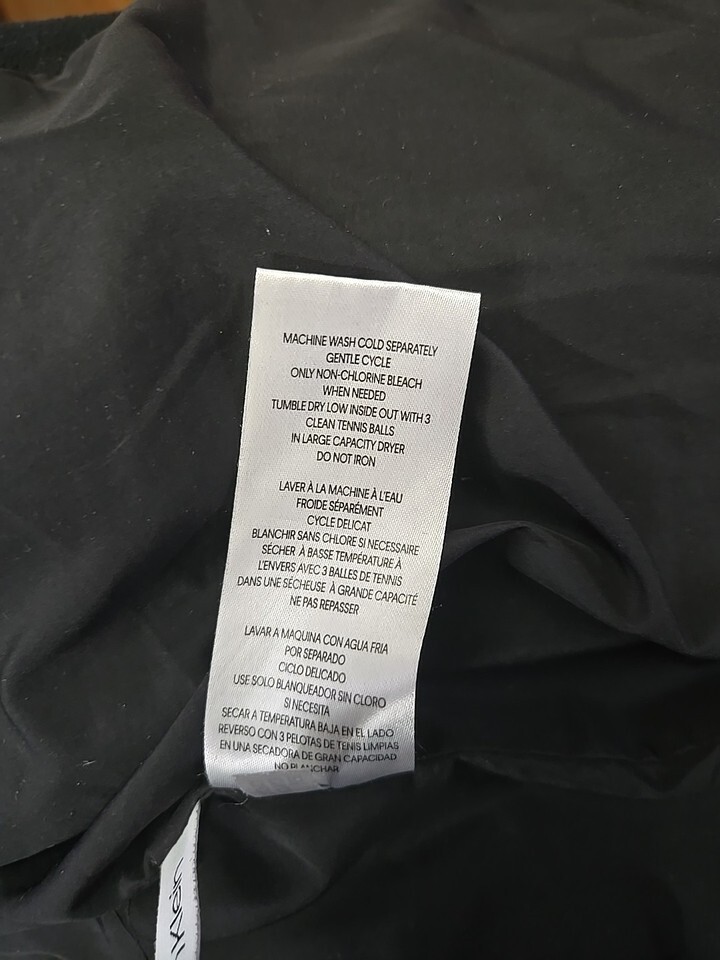 MACHINE WASH COLD SEPARATELY
GENTLE CYCLE
ONLY NON-CHLORINE BLEACH
WHEN NEEDED
TUMBLE DRY LOW INSIDE OUT WITH 3
CLEAN TENNIS BALLS
IN LARGE CAPACITY DRYER
DO NOT IRON
LAVER À LA MACHINE À L'EAU
FROIDE SÉPARÉMENT
CYCLE DELICAT
BLANCHIR SANS CHLORE SI NECESSAIRE
SÉCHER À BASSE TEMPÉRATURE À
L'ENVERS AVEC 3 BALLES DE TENNIS
DANS UNE SÉCHEUSE À GRANDE CAPACITÉ
NE PAS REPASSER
LAVAR A MAQUINA CON AGUA FRIA
POR SEPARADO
CICLO DELICADO
USE SOLO BLANQUEADOR SIN CLORO
SI NECESITA
SECAR A TEMPERATURA BAJA EN EL LADO
REVERSO CON 3 PELOTAS DE TENIS LIMPIAS
EN UNA SECADORA DE GRAN CAPACIDAD
NO PLANCHAR